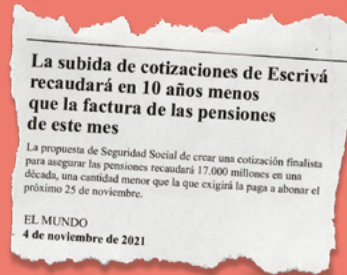 La subida de cotizaciones de Escrivá
recaudará en 10 años menos
que la factura de las pensiones
de este mes
La propuesta de Seguridad Social de crear una cotización finalista
para asegurar las pensiones recaudará 17.000 millones en una
década, una cantidad menor que la que exigirá la paga a abonar el
próximo 25 de noviembre.
EL MUNDO
4 de noviembre de 2021